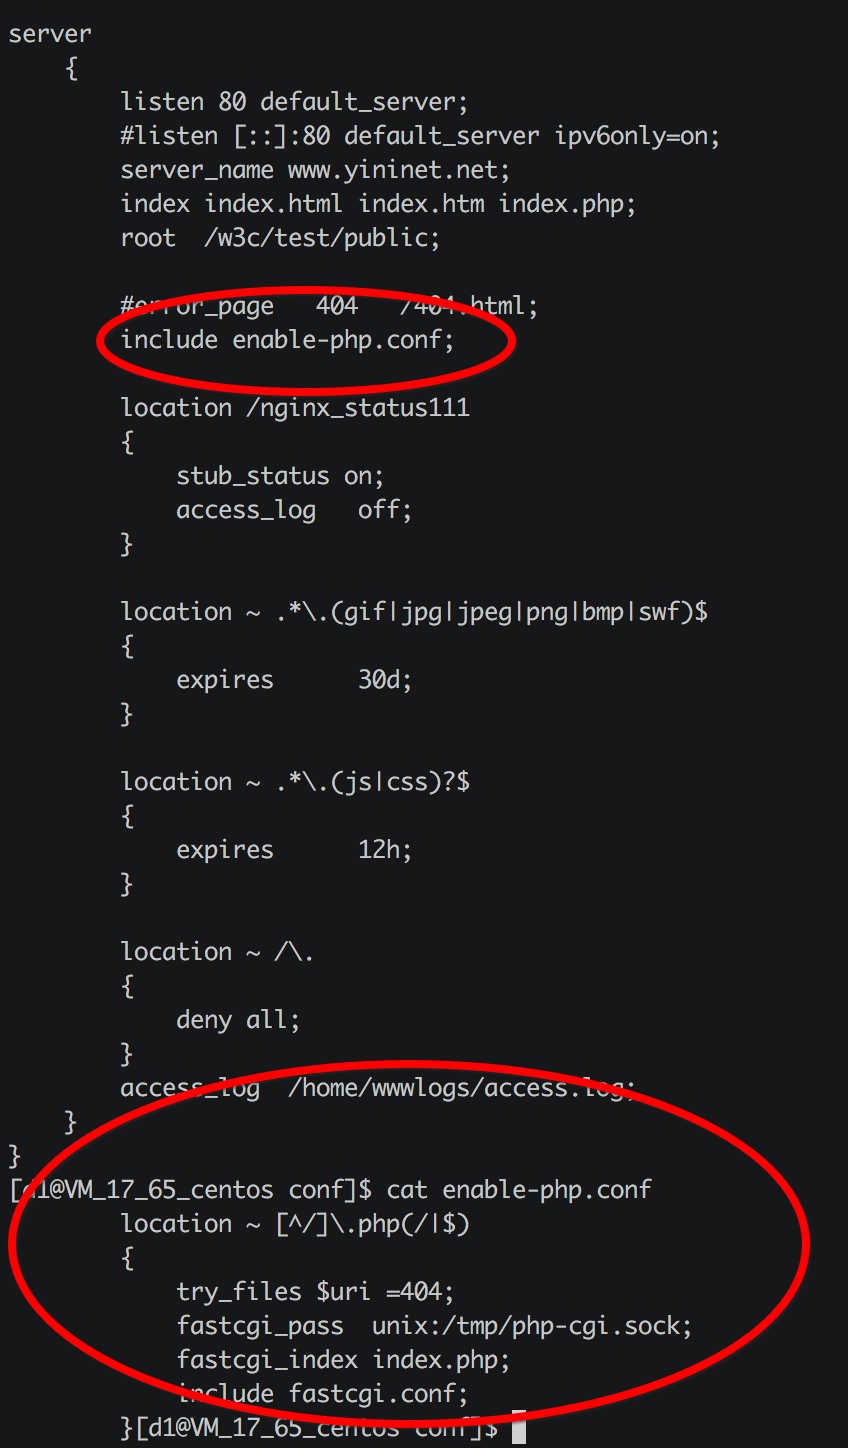 server
    {
        listen 80 default_server;
        #listen [::]:80 default_server ipv6only=on;
        server_name www.yininet.net;
        index index.html index.htm index.php;
        root  /w3c/test/public;

        #error_page   404   /404.html;
        include enable-php.conf;

        location /nginx_status111
        {
            stub_status on;
            access_log   off;
        }

        location ~ .*\.(gif|jpg|jpeg|png|bmp|swf)$
        {
            expires      30d;
        }

        location ~ .*\.(js|css)?$
        {
            expires      12h;
        }

        location ~ /\.
        {
            deny all;
        }
        access_log  /home/wwwlogs/access.log;
    }
}
[d1@VM_17_65_centos conf]$ cat enable-php.conf
        location ~ [^/]\.php(/|$)
        {
            try_files $uri =404;
            fastcgi_pass  unix:/tmp/php-cgi.sock;
            fastcgi_index index.php;
            include fastcgi.conf;
        }[d1@VM_17_65_centos conf]$